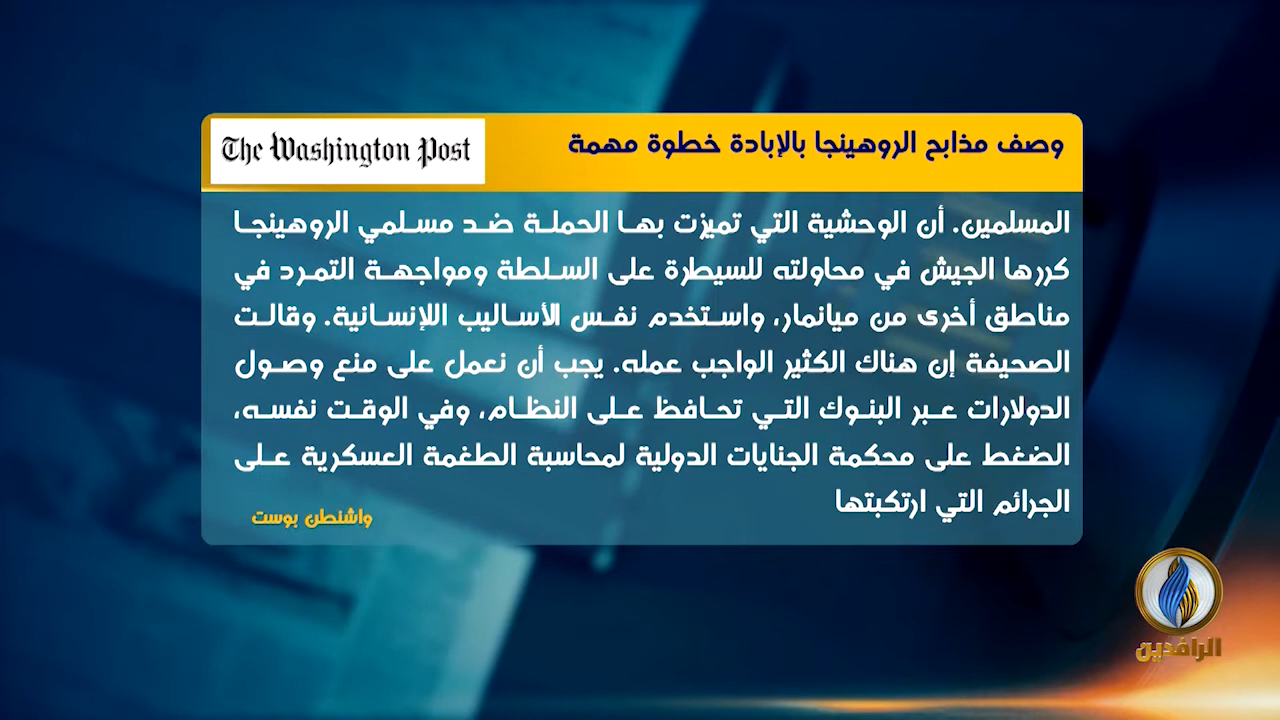 The Washington Post
وصف مذابح الروهينجا بالإبادة خطوة مهمة
المسلمين. أن الوحشية التي تميزت بها الحملة ضد مسلمي الروهينجا
كررها الجيش في محاولته للسيطرة على السلطة ومواجهة التمرد في
مناطق أخرى من ميانمار، واستخدم نفس الأساليب اللاإنسانية. وقالت
الصحيفة إن هناك الكثير الواجب عمله. يجب أن نعمل على منع وصول
الدولارات عبر البنوك التي تحافظ على النظام، وفي الوقت نفسه،
الضغط على محكمة الجنايات الدولية لمحاسبة الطغمة العسكرية على
الجرائم التي ارتكبتها
واشنطن بوست
الرافدين